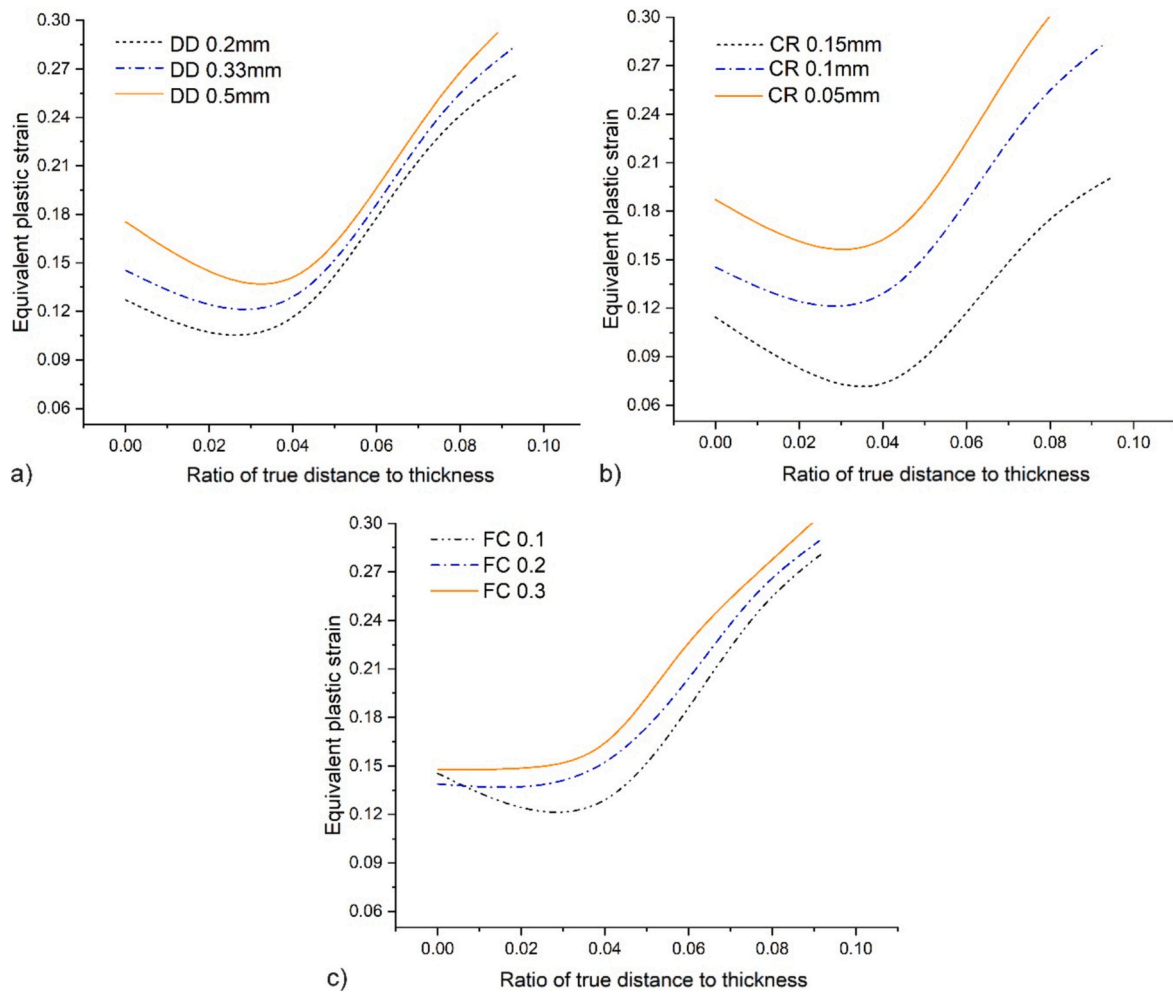 0.30
0.27
0.24
0.21
0.18
0.15
0.12
0.09
0.06
Equivalent plastic strain
DD 0.2mm
DD 0.33mm
DD 0.5mm
0.00 0.02 0.04 0.06 0.08 0.10
Ratio of true distance to thickness
a)
0.30
0.27
0.24
0.21
0.18
0.15
0.12
0.09
0.06
Equivalent plastic strain
CR 0.15mm
CR 0.1mm
CR 0.05mm
0.00 0.02 0.04 0.06 0.08 0.10
Ratio of true distance to thickness
b)
0.30
0.27
0.24
0.21
0.18
0.15
0.12
0.09
0.06
Equivalent plastic strain
FC 0.1
FC 0.2
FC 0.3
0.00 0.02 0.04 0.06 0.08 0.10
Ratio of true distance to thickness
c)